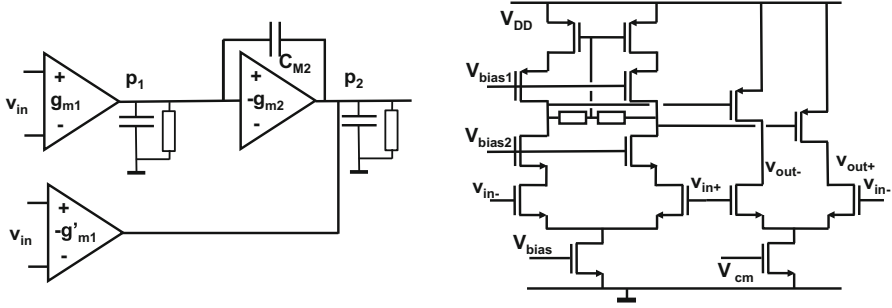 p1
CM2
p2
+
gm1
-
vin
+
-gm2
-
vin
+
-g'm1
-
VDD
Vbias1
Vbias2
vin-
vin+
vout-
vout+
vin-
Vbias
Vcm